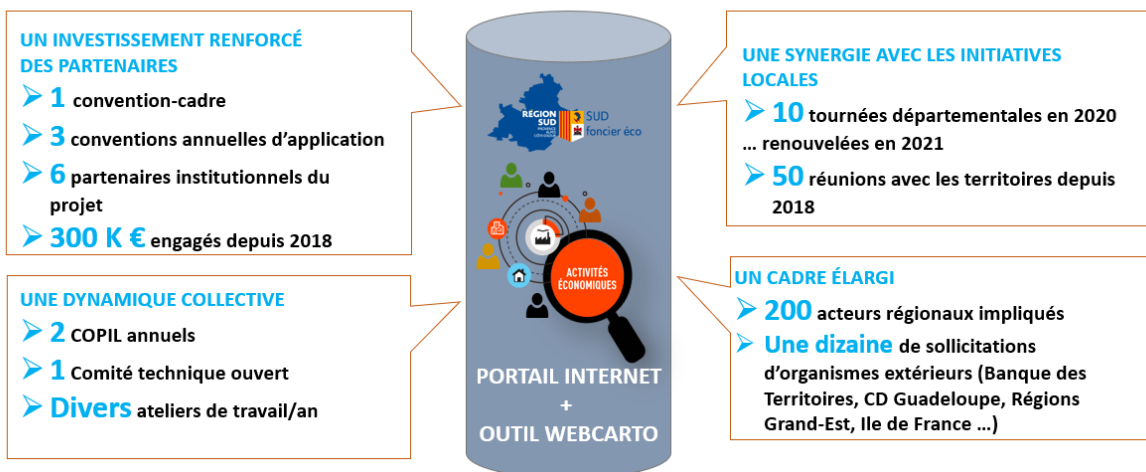 UN INVESTISSEMENT RENFORCÉ
DES PARTENAIRES
➢ 1 convention-cadre
➢ 3 conventions annuelles d’application
➢ 6 partenaires institutionnels du
projet
➢ 300 K € engagés depuis 2018
UNE DYNAMIQUE COLLECTIVE
➢ 2 COPIL annuels
➢ 1 Comité technique ouvert
➢ Divers ateliers de travail/an
RÉGION
SUD
PROVENCE
ALPES
CÔTE D'AZUR
SUD
foncier éco
ACTIVITÉS
ÉCONOMIQUES
PORTAIL INTERNET
+
OUTIL WEBCARTO
UNE SYNERGIE AVEC LES INITIATIVES
LOCALES
➢ 10 tournées départementales en 2020
… renouvelées en 2021
➢ 50 réunions avec les territoires depuis
2018
UN CADRE ÉLARGI
➢ 200 acteurs régionaux impliqués
➢ Une dizaine de sollicitations
d’organismes extérieurs (Banque des
Territoires, CD Guadeloupe, Régions
Grand-Est, Ile de France …)